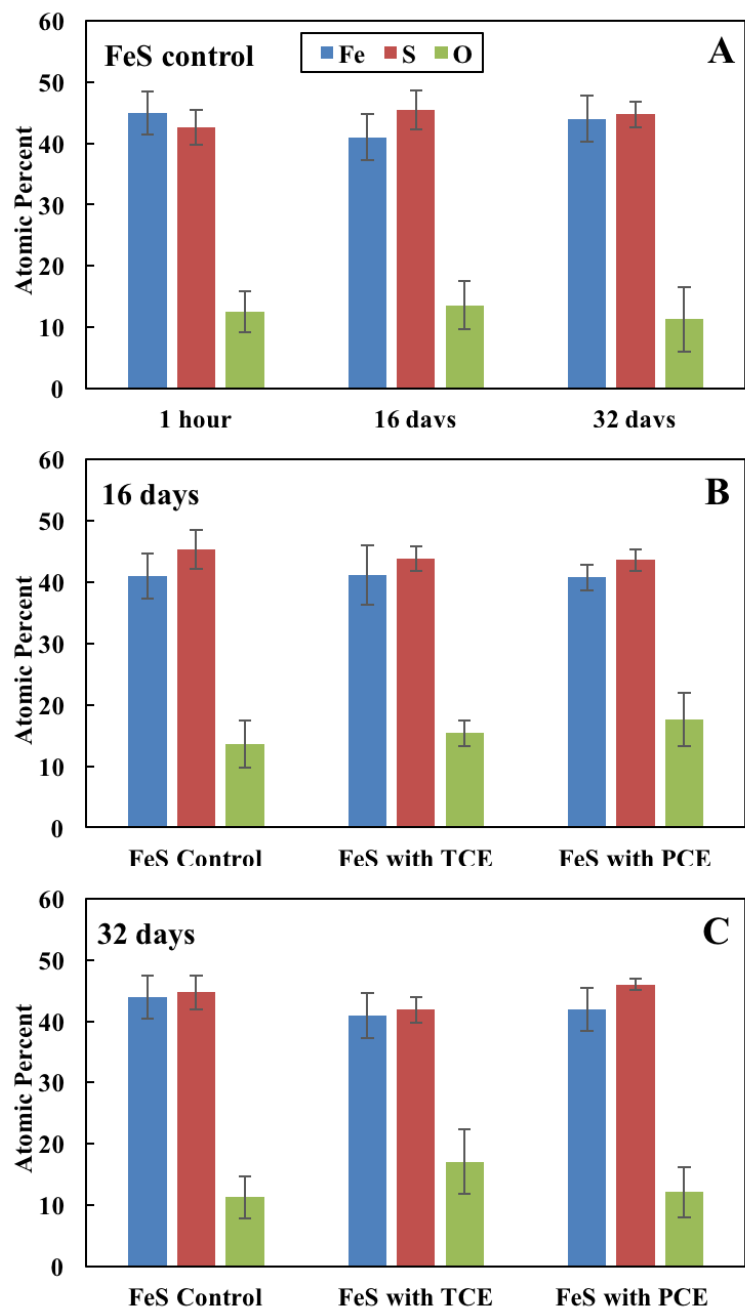 60
FeS control Fe S O A
50
40
30
20
10
0
Atomic Percent
1 hour 16 days 32 days
60
16 days B
50
40
30
20
10
0
Atomic Percent
FeS Control FeS with TCE FeS with PCE
60
32 days C
50
40
30
20
10
0
Atomic Percent
FeS Control FeS with TCE FeS with PCE